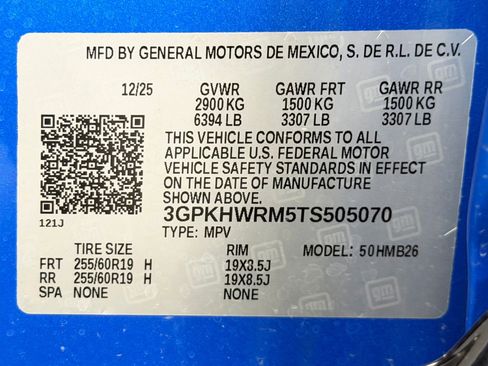 MFD BY GENERAL MOTORS DE MEXICO, S. DE R.L. DE C.V.
12/25 GVWR GAWR FRT GAWR RR
2900 KG 1500 KG 1500 KG
6394 LB 3307 LB 3307 LB
THIS VEHICLE CONFORMS TO ALL
APPLICABLE U.S. FEDERAL MOTOR
VEHICLE SAFETY STANDARDS IN EFFECT
ON THE DATE OF MANUFACTURE
SHOWN ABOVE.
3GPKHWRM5TS505070
121J
TYPE: MPV
TIRE SIZE RIM MODEL: 50HMB26
FRT 255/60R19 H 19X8.5J
RR 255/60R19 H 19X8.5J
SPA NONE NONE